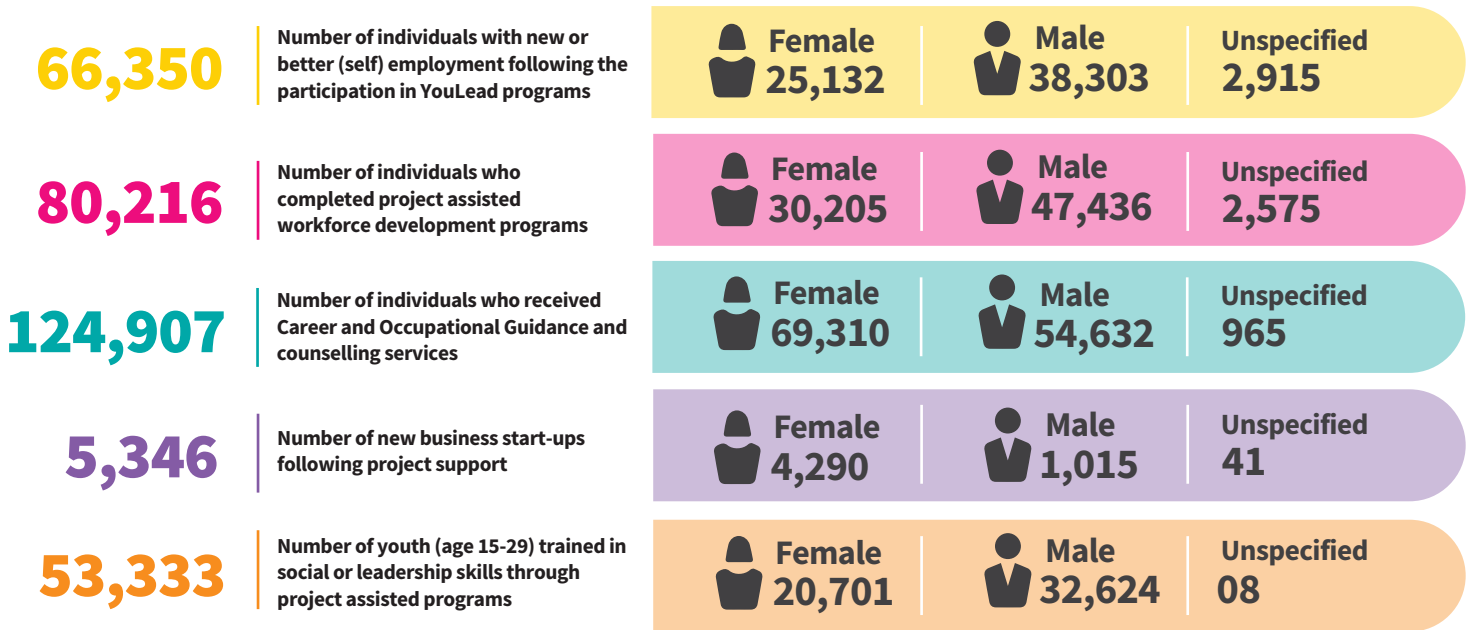 66,350
Number of individuals with new or
better (self) employment following the
participation in YouLead programs
Female
25,132
Male
38,303
Unspecified
2,915
80,216
Number of individuals who
completed project assisted
workforce development programs
Female
30,205
Male
47,436
Unspecified
2,575
124,907
Number of individuals who received
Career and Occupational Guidance and
counselling services
Female
69,310
Male
54,632
Unspecified
965
5,346
Number of new business start-ups
following project support
Female
4,290
Male
1,015
Unspecified
41
53,333
Number of youth (age 15-29) trained in
social or leadership skills through
project assisted programs
Female
20,701
Male
32,624
Unspecified
08